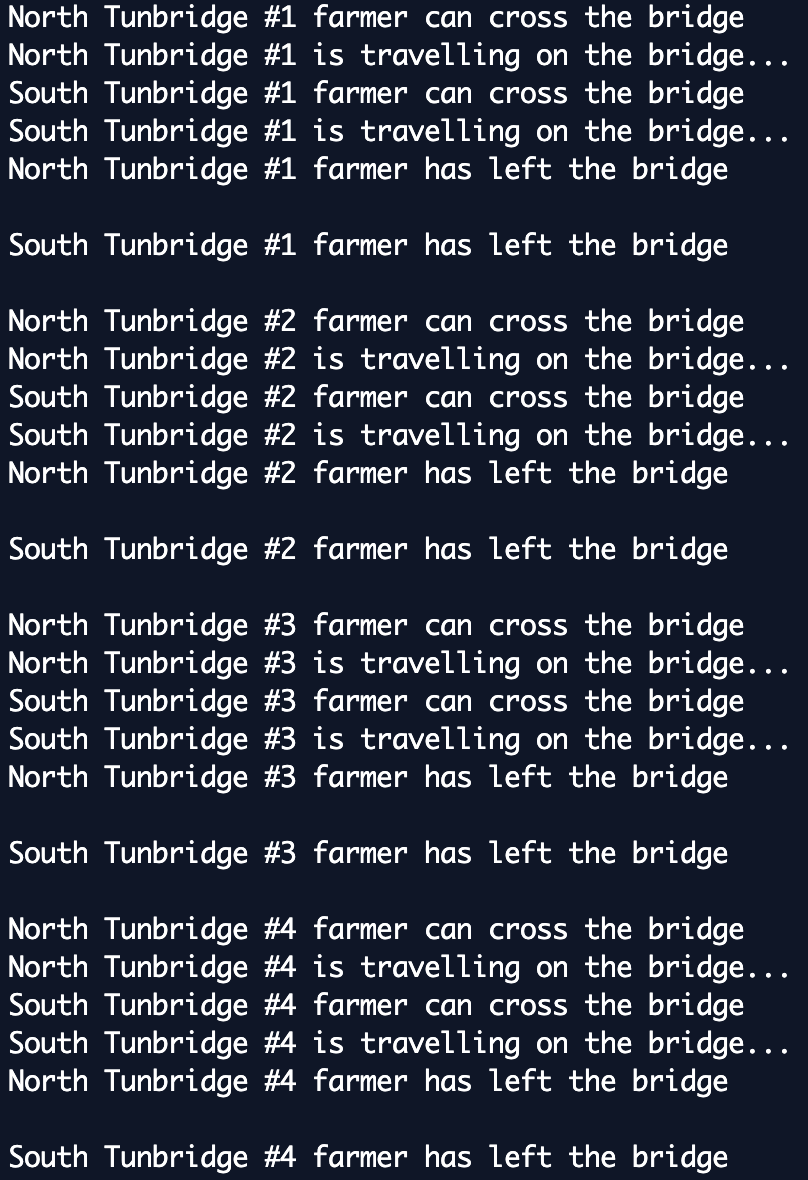 North Tunbridge #1 farmer can cross the bridge
North Tunbridge #1 is travelling on the bridge...
South Tunbridge #1 farmer can cross the bridge
South Tunbridge #1 is travelling on the bridge...
North Tunbridge #1 farmer has left the bridge
South Tunbridge #1 farmer has left the bridge
North Tunbridge #2 farmer can cross the bridge
North Tunbridge #2 is travelling on the bridge...
South Tunbridge #2 farmer can cross the bridge
South Tunbridge #2 is travelling on the bridge...
North Tunbridge #2 farmer has left the bridge
South Tunbridge #2 farmer has left the bridge
North Tunbridge #3 farmer can cross the bridge
North Tunbridge #3 is travelling on the bridge...
South Tunbridge #3 farmer can cross the bridge
South Tunbridge #3 is travelling on the bridge...
North Tunbridge #3 farmer has left the bridge
South Tunbridge #3 farmer has left the bridge
North Tunbridge #4 farmer can cross the bridge
North Tunbridge #4 is travelling on the bridge...
South Tunbridge #4 farmer can cross the bridge
South Tunbridge #4 is travelling on the bridge...
North Tunbridge #4 farmer has left the bridge
South Tunbridge #4 farmer has left the bridge